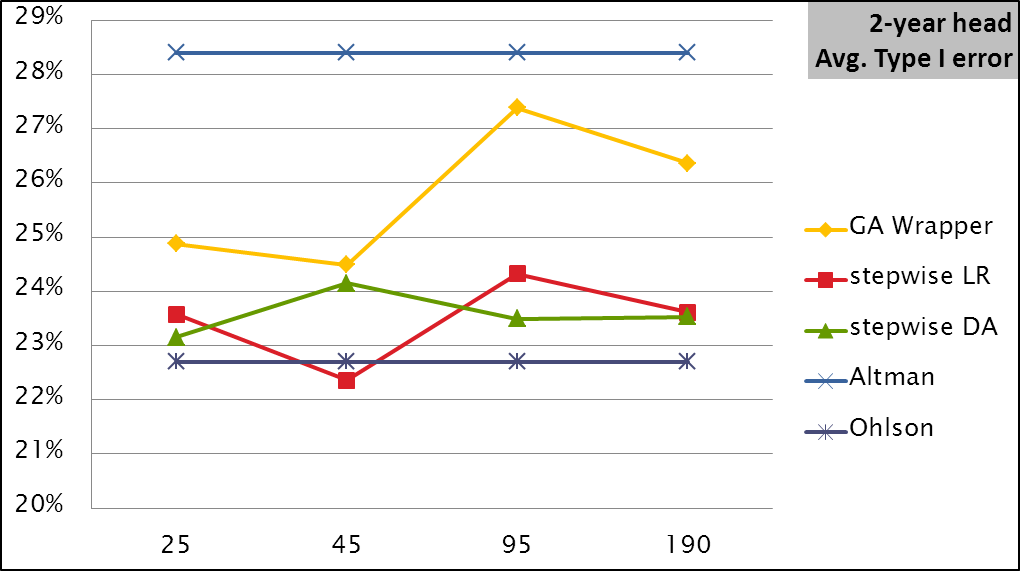 2-year head
Avg. Type I error
29%
28%
27%
26%
25%
24%
23%
22%
21%
20%
25 45 95 190
GA Wrapper
stepwise LR
stepwise DA
Altman
Ohlson